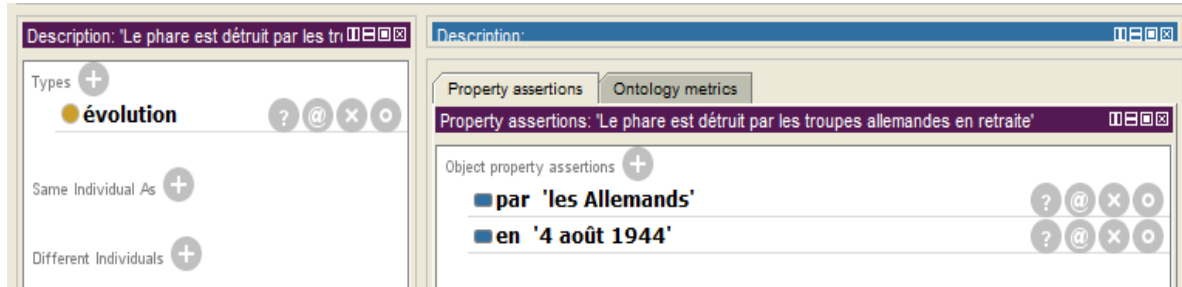 Description: 'Le phare est détruit par les tr
Types
évolution
Same Individual As
Different Individuals
Description:
Property assertions
Ontology metrics
Property assertions: 'Le phare est détruit par les troupes allemandes en retraite'
Object property assertions
par 'les Allemands'
en '4 août 1944'